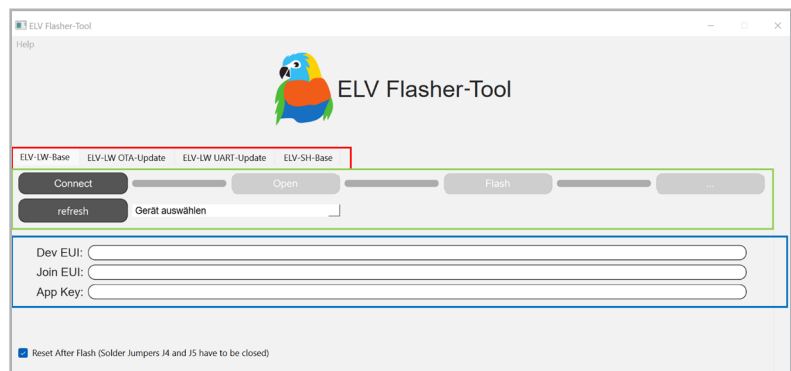 ELV Flasher-Tool
Help
ELV Flasher-Tool
ELV-LW-Base ELV-LW OTA-Update ELV-LW UART-Update ELV-SH-Base
Connect Open Flash ...
refresh Gerät auswählen
Dev EUI:
Join EUI:
App Key:
Reset After Flash (Solder Jumpers J4 and J5 have to be closed)